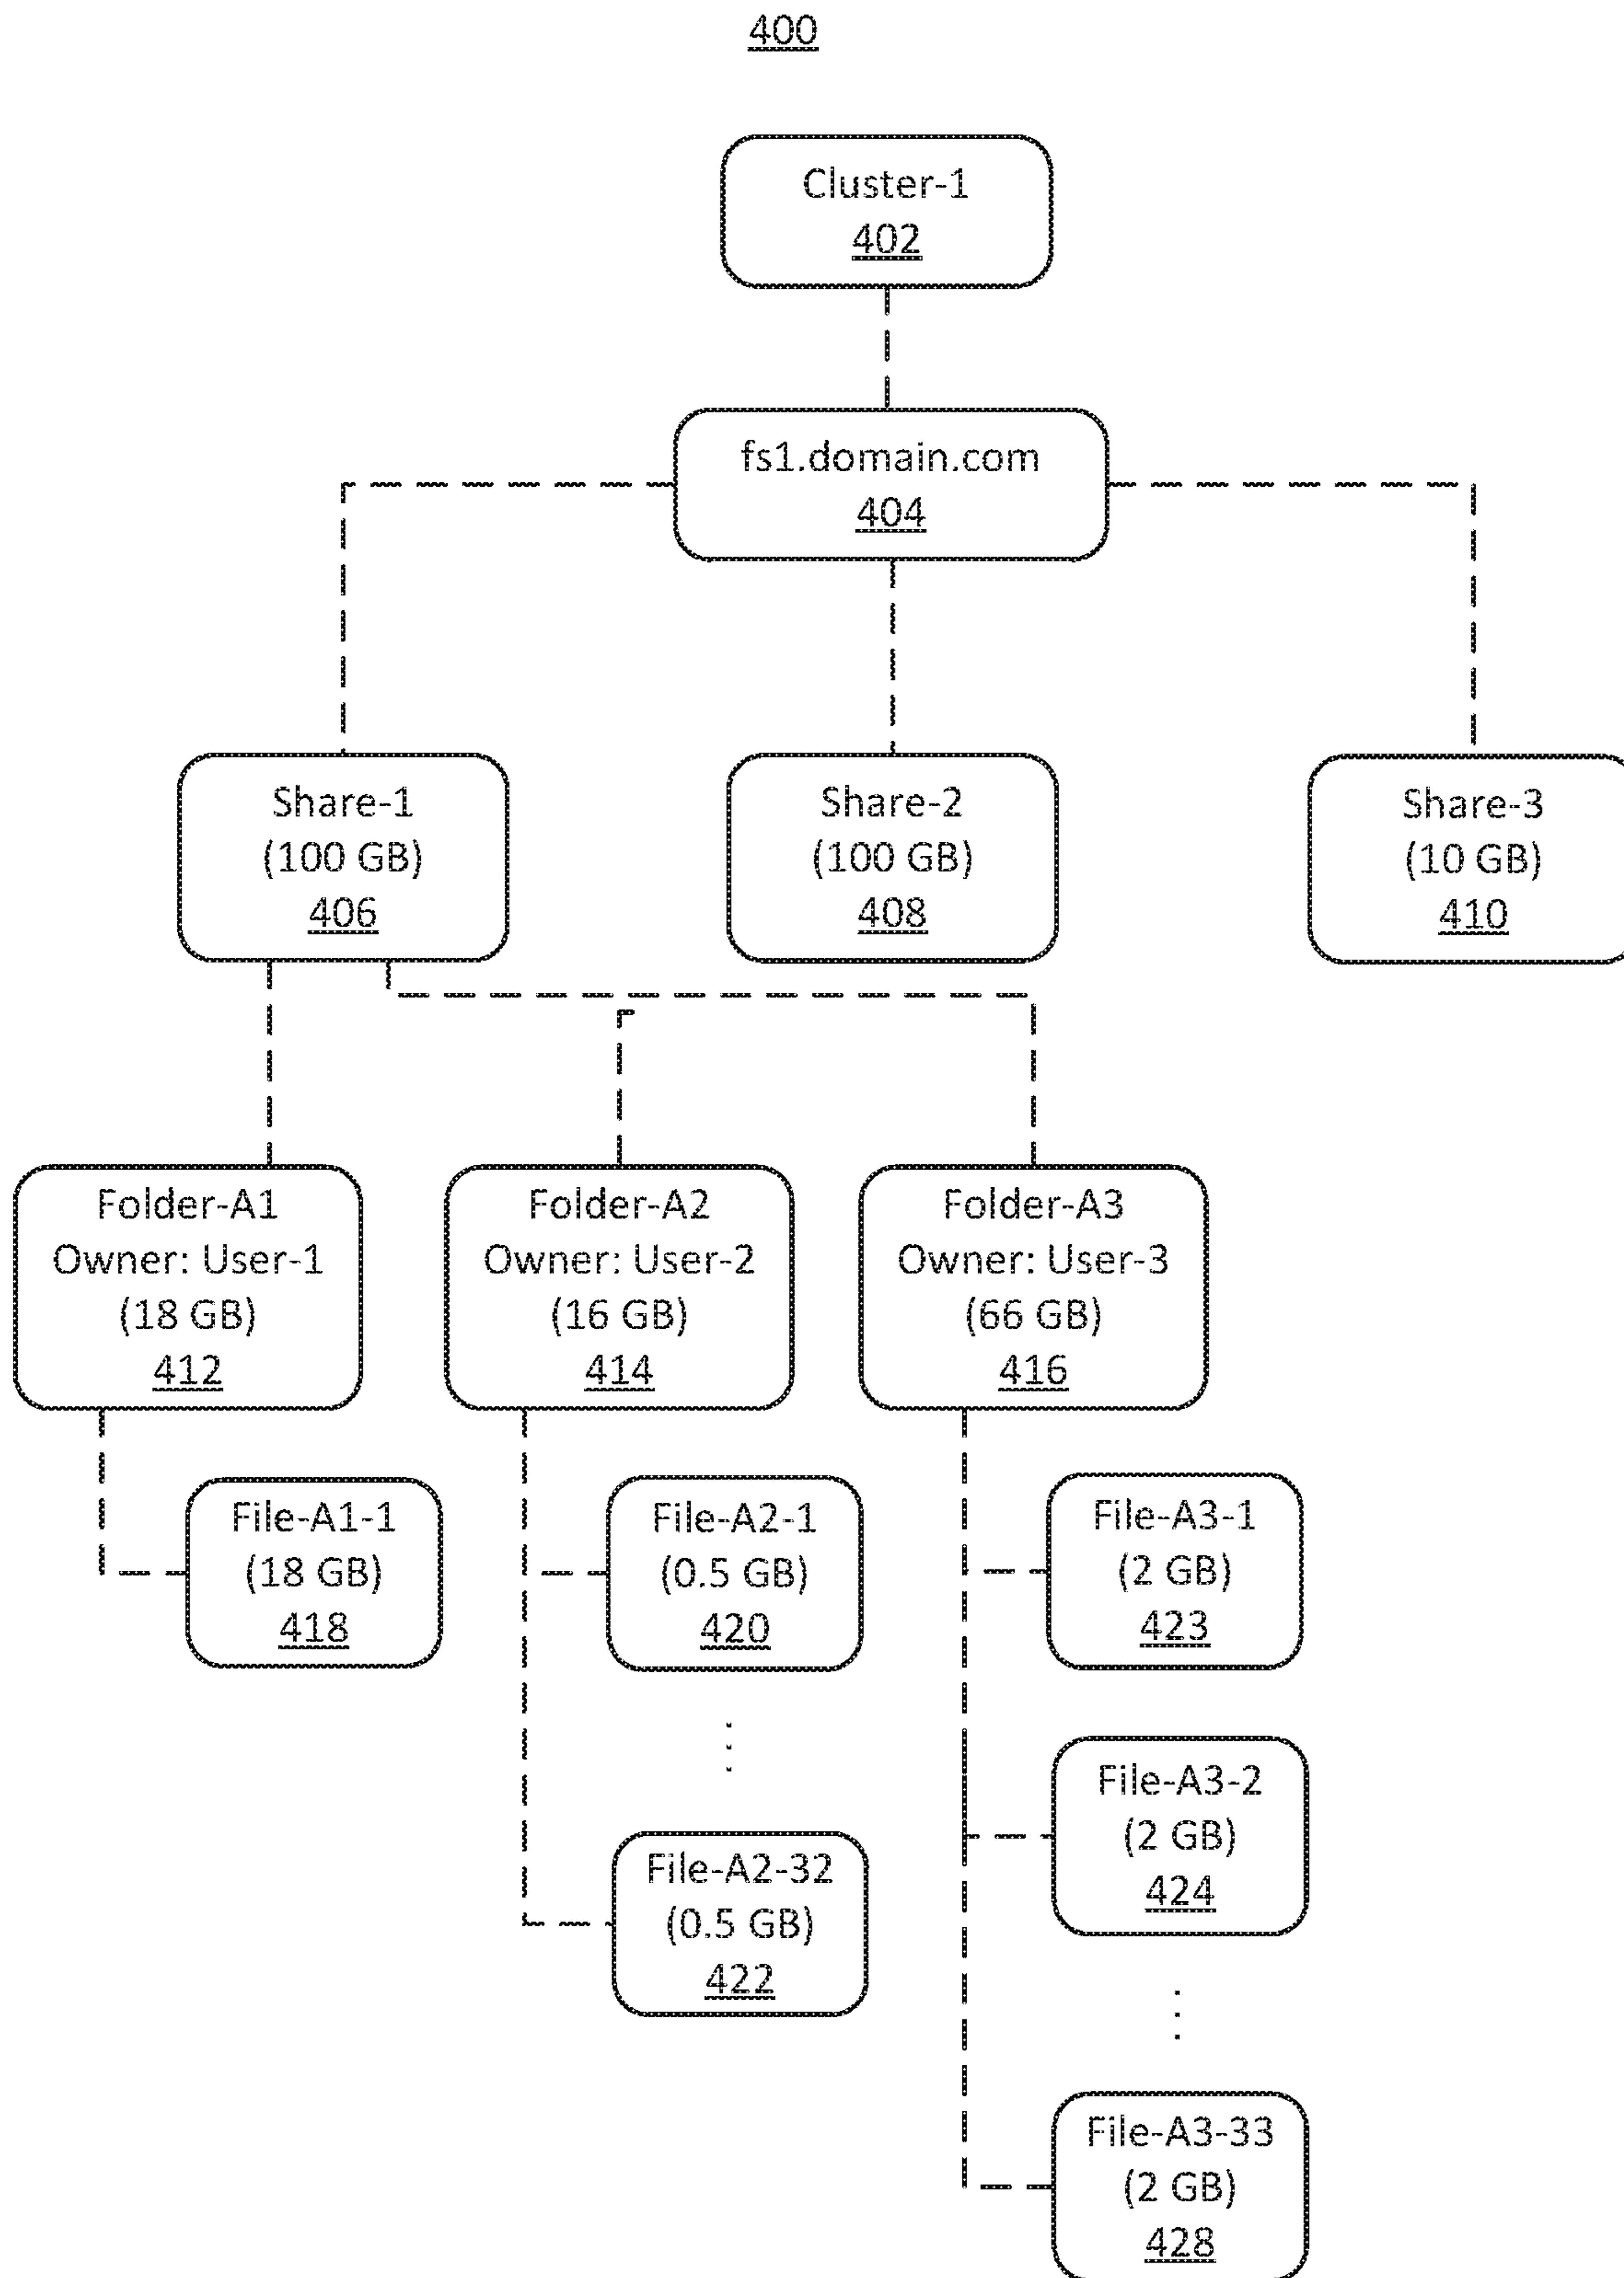 400
Cluster-1
402
fs1.domain.com
404
Share-1
(100 GB)
406
Share-2
(100 GB)
408
Share-3
(10 GB)
410
Folder-A1
Owner: User-1
(18 GB)
412
Folder-A2
Owner: User-2
(16 GB)
414
Folder-A3
Owner: User-3
(66 GB)
416
File-A1-1
(18 GB)
418
File-A2-1
(0.5 GB)
420
File-A3-1
(2 GB)
423
File-A3-2
(2 GB)
424
File-A2-32
(0.5 GB)
422
File-A3-33
(2 GB)
428